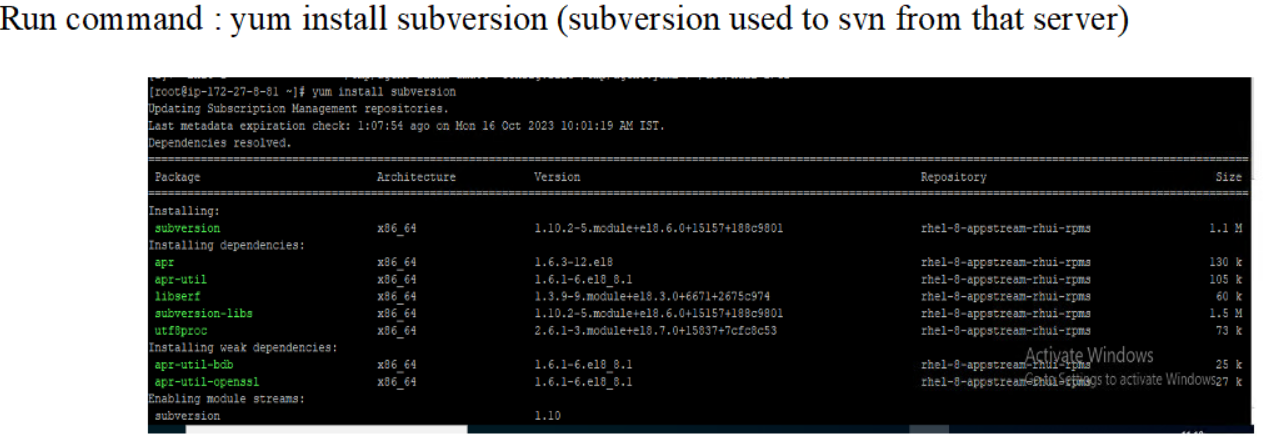 Run command : yum install subversion (subversion used to svn from that server)
[root@ip-172-27-8-81 ~]# yum install subversion
Updating Subscription Management repositories.
Last metadata expiration check: 1:07:54 ago on Mon 16 Oct 2023 10:01:19 AM IST.
Dependencies resolved.
Package Architecture Version Repository Size
Installing:
subversion x86_64 1.10.2-5.module+el8.6.0+15157+188c9801 rhel-8-appstream-rhui-rpms 1.1 M
Installing dependencies:
apr x86_64 1.6.3-12.el8 rhel-8-appstream-rhui-rpms 130 k
apr-util x86_64 1.6.1-6.el8_8.1 rhel-8-appstream-rhui-rpms 105 k
libserf x86_64 1.3.9-9.module+el8.3.0+6671+2675c974 rhel-8-appstream-rhui-rpms 60 k
subversion-libs x86_64 1.10.2-5.module+el8.6.0+15157+188c9801 rhel-8-appstream-rhui-rpms 1.5 M
utf8proc x86_64 2.6.1-3.module+el8.7.0+15837+7cfc8c53 rhel-8-appstream-rhui-rpms 73 k
Installing weak dependencies:
Activate Windows
apr-util-bdb x86_64 1.6.1-6.el8_8.1 rhel-8-appstream-rhui-rpms 25 k
apr-util-openssl x86_64 1.6.1-6.el8_8.1 rhel-8-appstream-rhui-rpms 27 k
Go to Settings to activate Windows.
Enabling module streams:
subversion 1.10